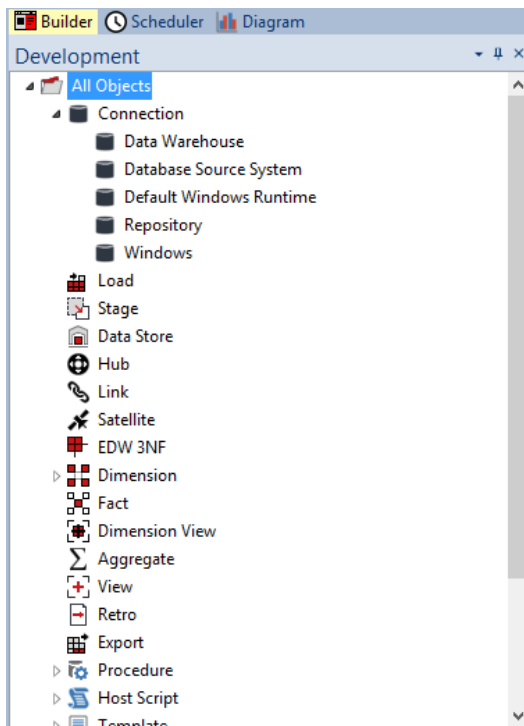 Builder Scheduler Diagram
Development
All Objects
Connection
Data Warehouse
Database Source System
Default Windows Runtime
Repository
Windows
Load
Stage
Data Store
Hub
Link
Satellite
EDW 3NF
Dimension
Fact
Dimension View
Aggregate
View
Retro
Export
Procedure
Host Script
Template